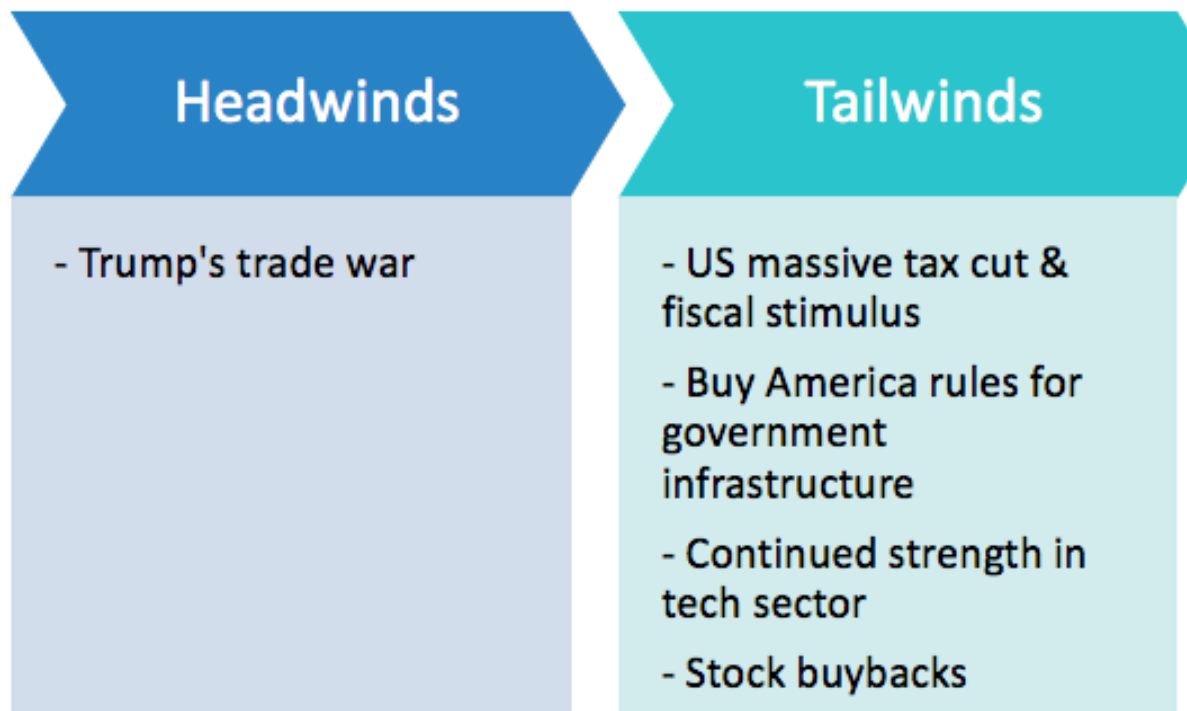 Headwinds
- Trump's trade war
Tailwinds
- US massive tax cut &
fiscal stimulus
- Buy America rules for
government
infrastructure
- Continued strength in
tech sector
- Stock buybacks